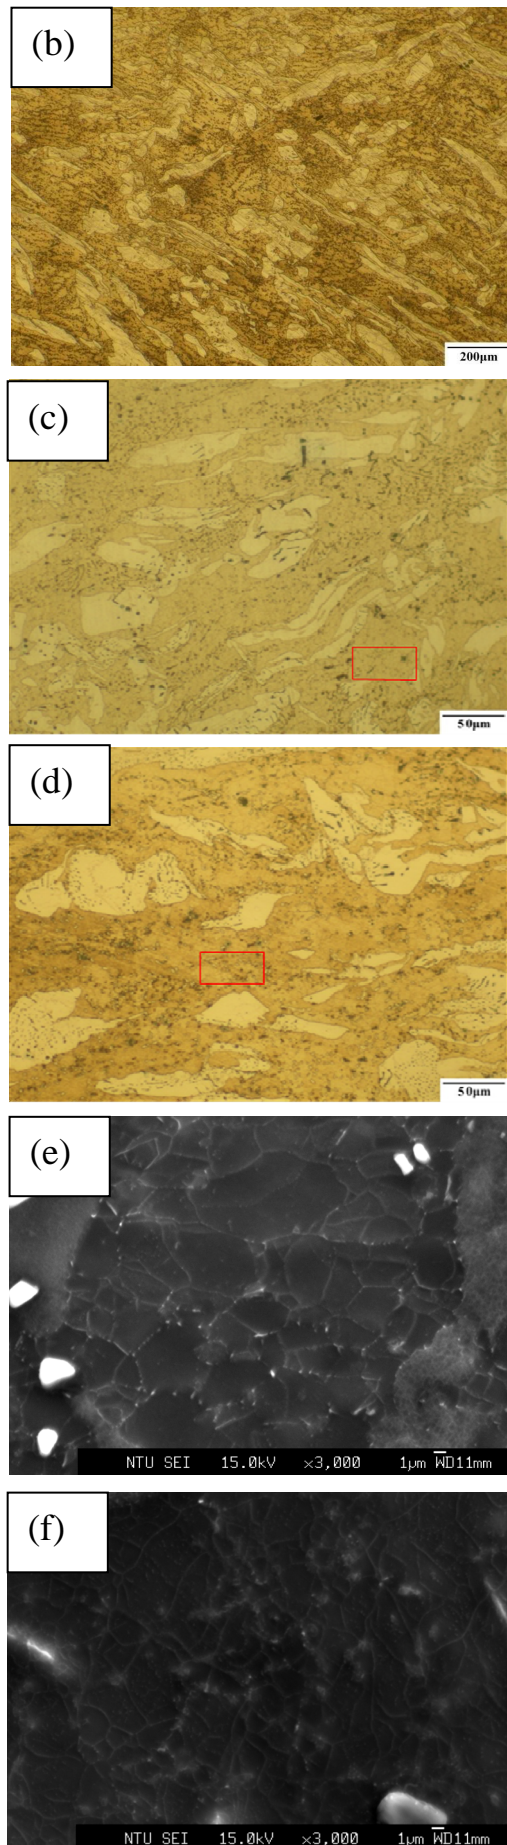 (b)
200μm
(c)
50μm
(d)
50μm
(e)
NTU SEI 15.0kV ×3,000 1μm WD11mm
(f)
NTU SEI 15.0kV ×3,000 1μm WD11mm